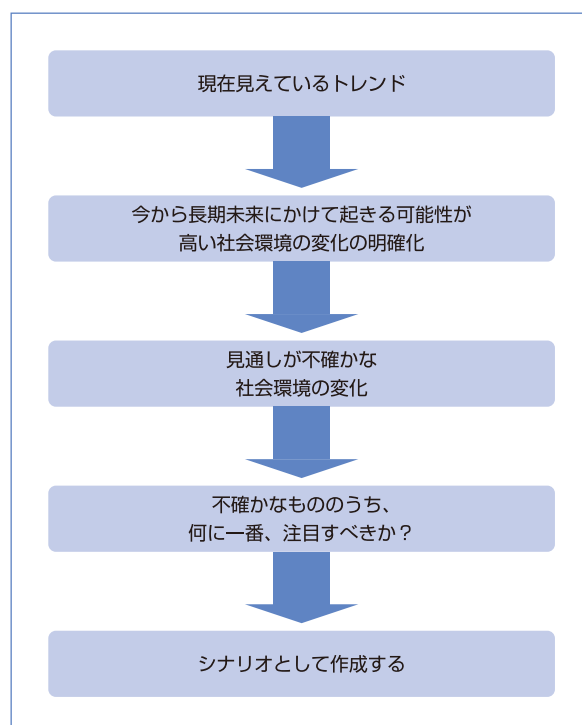 現在見えているトレンド
今から長期未来にかけて起きる可能性が
高い社会環境の変化の明確化
見通しが不確かな
社会環境の変化
不確かなもののうち、
何に一番、注目すべきか？
シナリオとして作成する